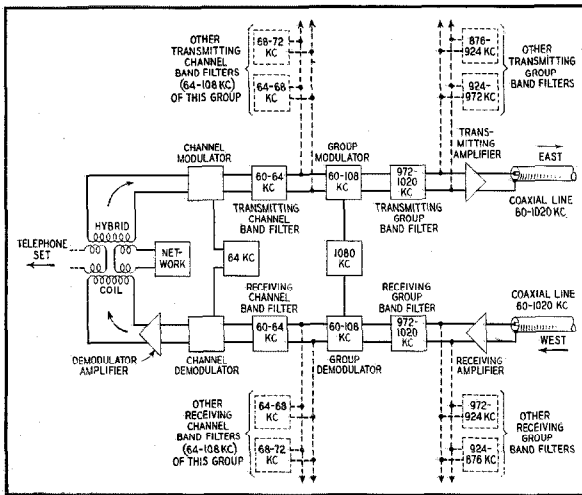 OTHER
TRANSMITTING
CHANNEL
BAND FILTERS
(64-108 KC)
OF THIS GROUP
68-72
KC
64-68
KC
876-
924 KC
924-
972 KC
OTHER
TRANSMITTING
GROUP
BAND FILTERS
CHANNEL
MODULATOR
GROUP
MODULATOR
TRANS-
MITTING
AMPLIFIER
EAST
60-64
KC
60-108
KC
972-
1020
KC
COAXIAL LINE
60-1020 KC
TRANSMITTING
CHANNEL
BAND FILTER
TRANSMITTING
GROUP
BAND FILTER
HYBRID
TELEPHONE
SET
NET-
WORK
64 KC
1080
KC
COIL
RECEIVING
CHANNEL
BAND FILTER
RECEIVING
GROUP
BAND FILTER
COAXIAL LINE
60-1020 KC
60-64
KC
60-108
KC
972-
1020
KC
WEST
DEMODULATOR
AMPLIFIER
CHANNEL
DEMODULATOR
GROUP
DEMODULATOR
RECEIVING
AMPLIFIER
OTHER
RECEIVING
CHANNEL
BAND FILTERS
(64-108 KC)
OF THIS GROUP
64-68
KC
68-72
KC
972-
924 KC
924-
876 KC
OTHER
RECEIVING
GROUP
BAND FILTERS